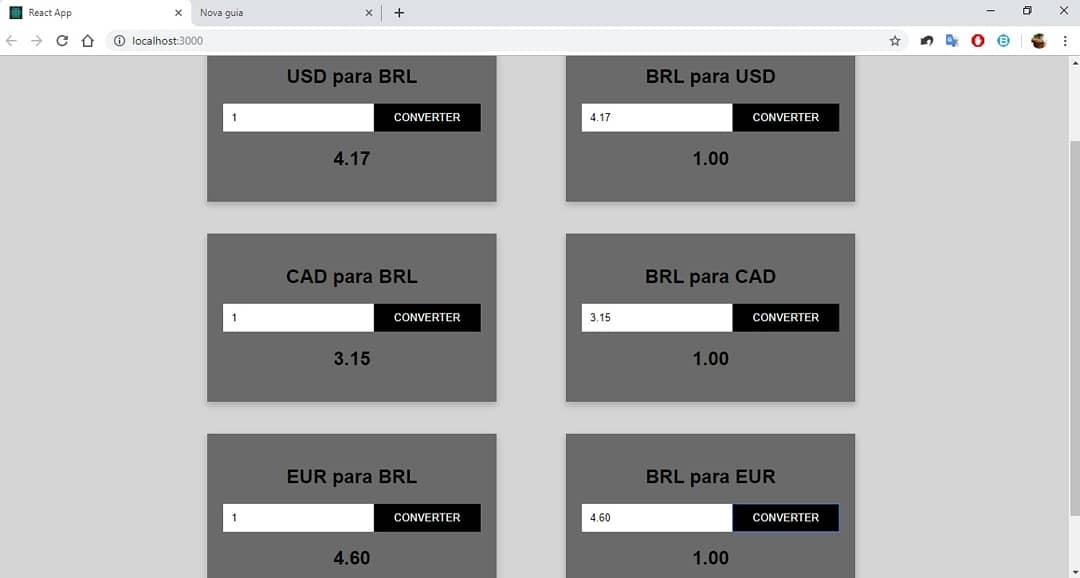 React App
Nova guia
localhost:3000
USD para BRL
1
CONVERTER
4.17
BRL para USD
4.17
CONVERTER
1.00
CAD para BRL
1
CONVERTER
3.15
BRL para CAD
3.15
CONVERTER
1.00
EUR para BRL
1
CONVERTER
4.60
BRL para EUR
4.60
CONVERTER
1.00